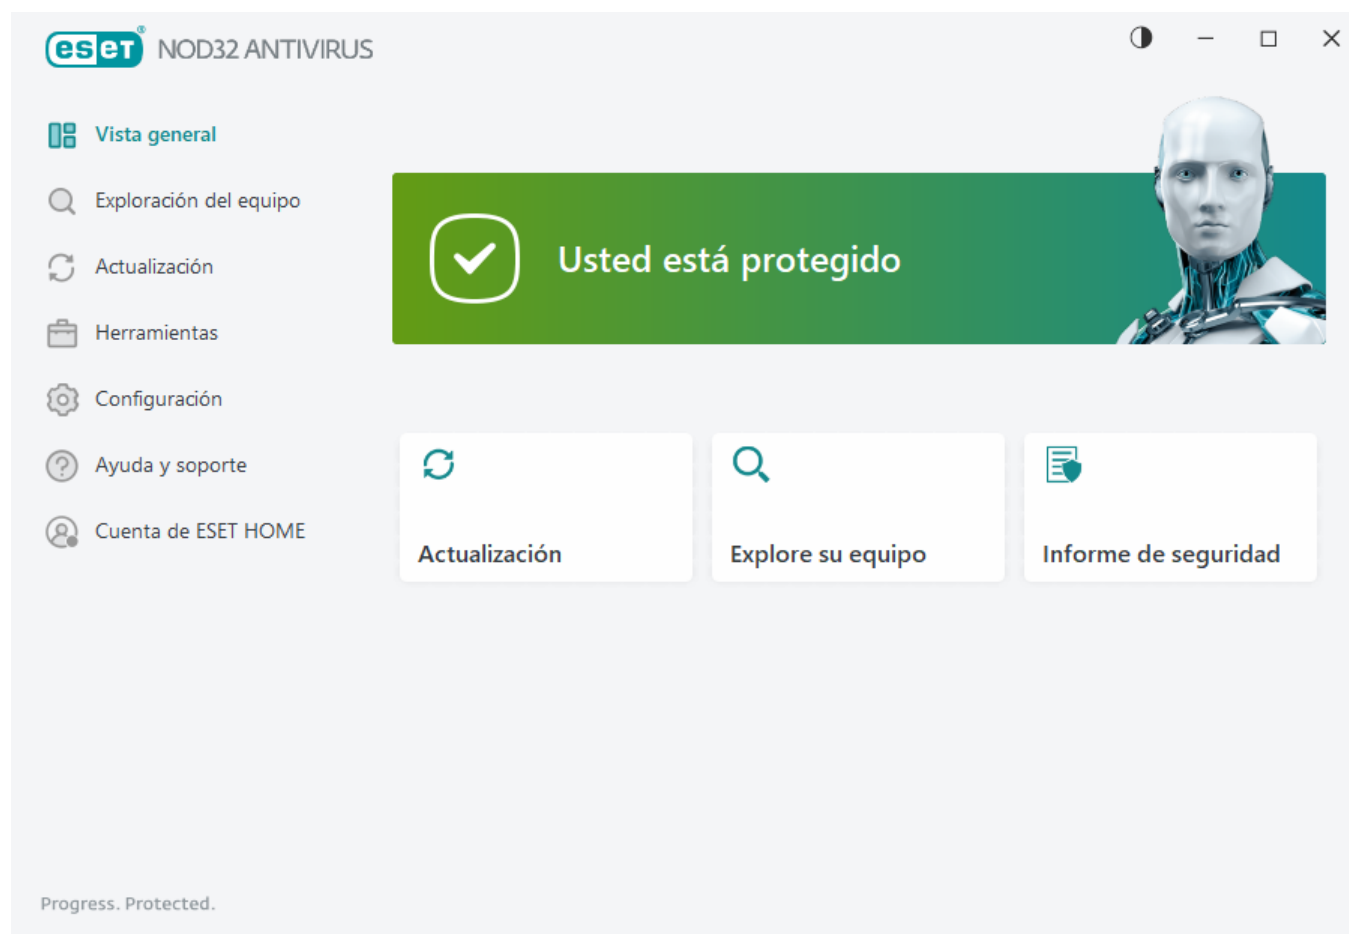 eset® NOD32 ANTIVIRUS
Vista general
Exploración del equipo
Actualización
Herramientas
Configuración
Ayuda y soporte
Cuenta de ESET HOME
Usted está protegido
Actualización
Explore su equipo
Informe de seguridad
Progress. Protected.